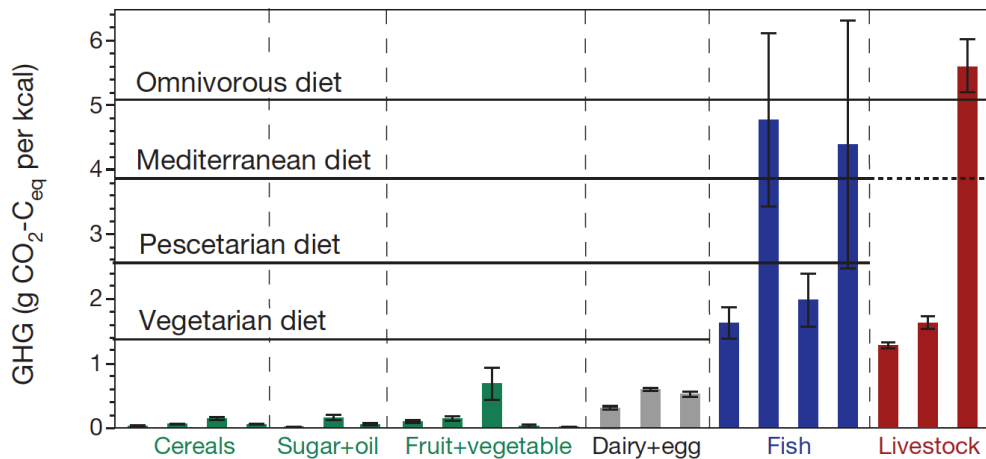 GHG (g CO₂-Cₑq per kcal)
6
5
4
3
2
1
0
Omnivorous diet
Mediterranean diet
Pescetarian diet
Vegetarian diet
Cereals
Sugar+oil
Fruit+vegetable
Dairy+egg
Fish
Livestock